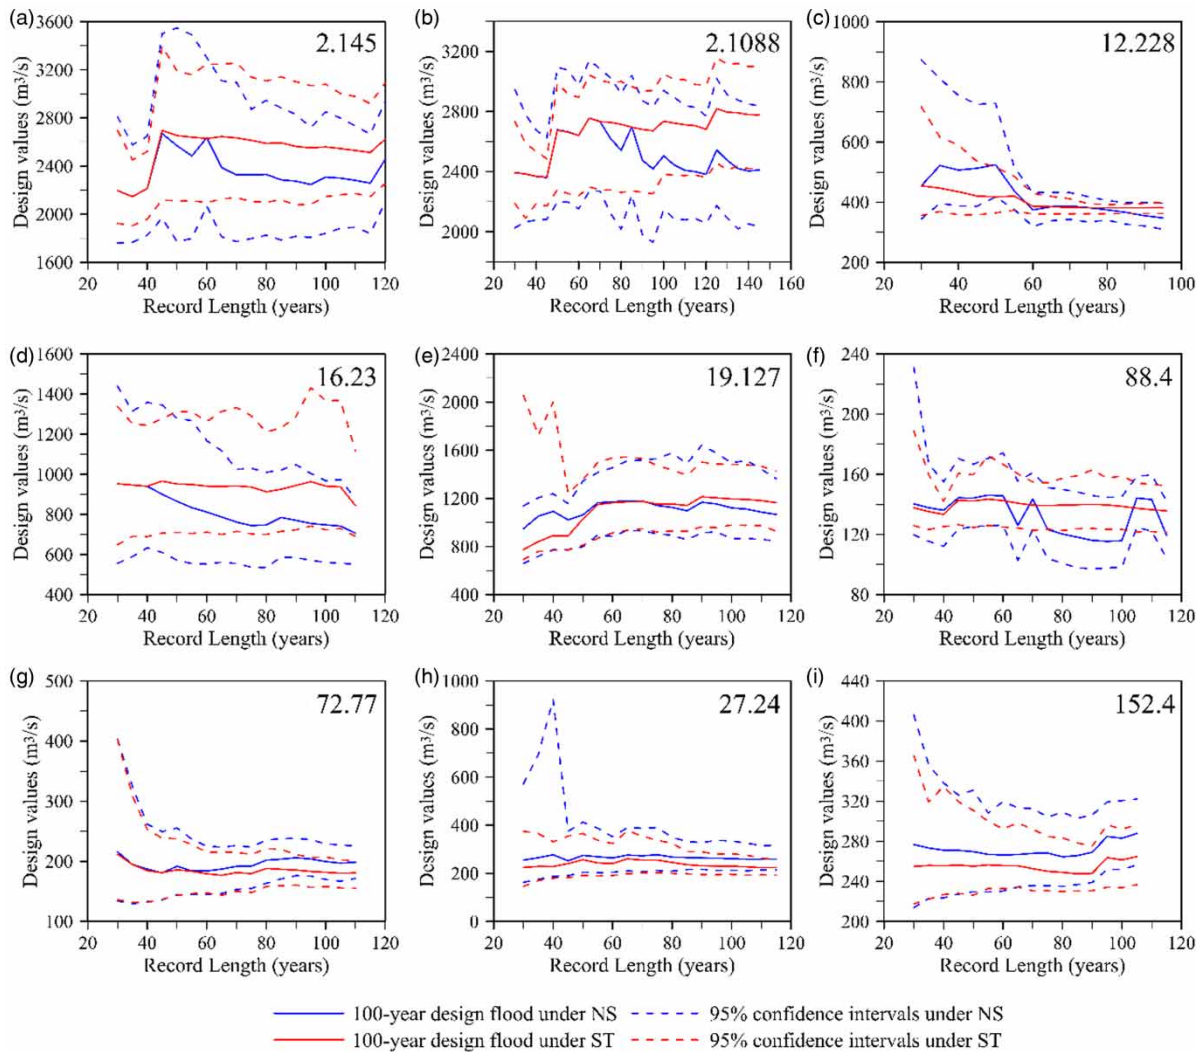 (a)
3600
3200
2800
2400
2000
1600
Design values (m³/s)
2.145
20 40 60 80 100 120
Record Length (years)
(b)
3200
2800
2400
2000
Design values (m³/s)
2.1088
20 40 60 80 100 120 140 160
Record Length (years)
(c)
1000
800
600
400
200
Design values (m³/s)
12.228
20 40 60 80 100
Record Length (years)
(d)
1600
1400
1200
1000
800
600
400
Design values (m³/s)
16.23
20 40 60 80 100 120
Record Length (years)
(e)
2400
2000
1600
1200
800
400
Design values (m³/s)
19.127
20 40 60 80 100 120
Record Length (years)
(f)
240
200
160
120
80
Design values (m³/s)
88.4
20 40 60 80 100 120
Record Length (years)
(g)
500
400
300
200
100
Design values (m³/s)
72.77
20 40 60 80 100 120
Record Length (years)
(h)
1000
800
600
400
200
0
Design values (m³/s)
27.24
20 40 60 80 100 120
Record Length (years)
(i)
440
400
360
320
280
240
200
Design values (m³/s)
152.4
20 40 60 80 100 120
Record Length (years)
100-year design flood under NS
95% confidence intervals under NS
100-year design flood under ST
95% confidence intervals under ST